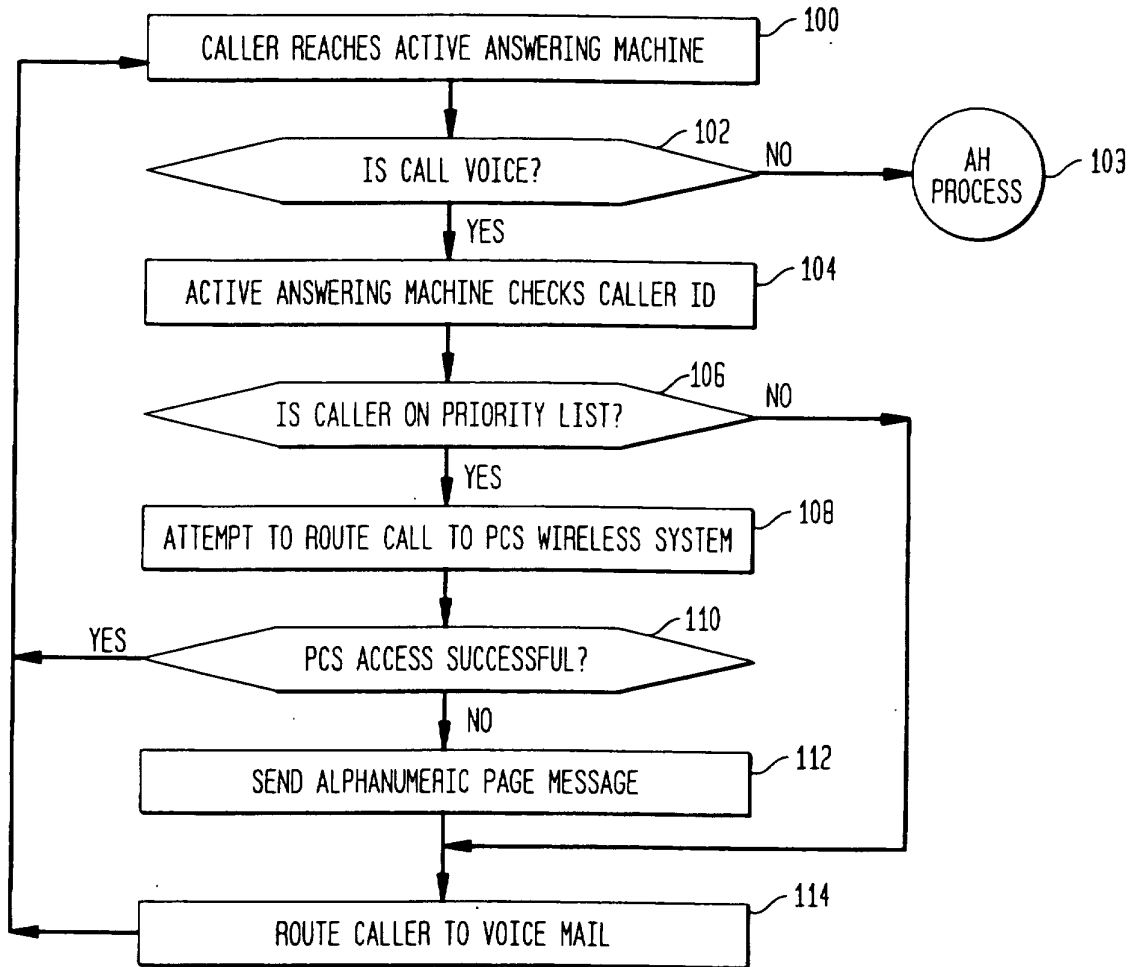 100
CALLER REACHES ACTIVE ANSWERING MACHINE
102
IS CALL VOICE?
NO
AH
PROCESS
103
YES
104
ACTIVE ANSWERING MACHINE CHECKS CALLER ID
106
IS CALLER ON PRIORITY LIST?
NO
YES
108
ATTEMPT TO ROUTE CALL TO PCS WIRELESS SYSTEM
110
YES
PCS ACCESS SUCCESSFUL?
NO
112
SEND ALPHANUMERIC PAGE MESSAGE
114
ROUTE CALLER TO VOICE MAIL